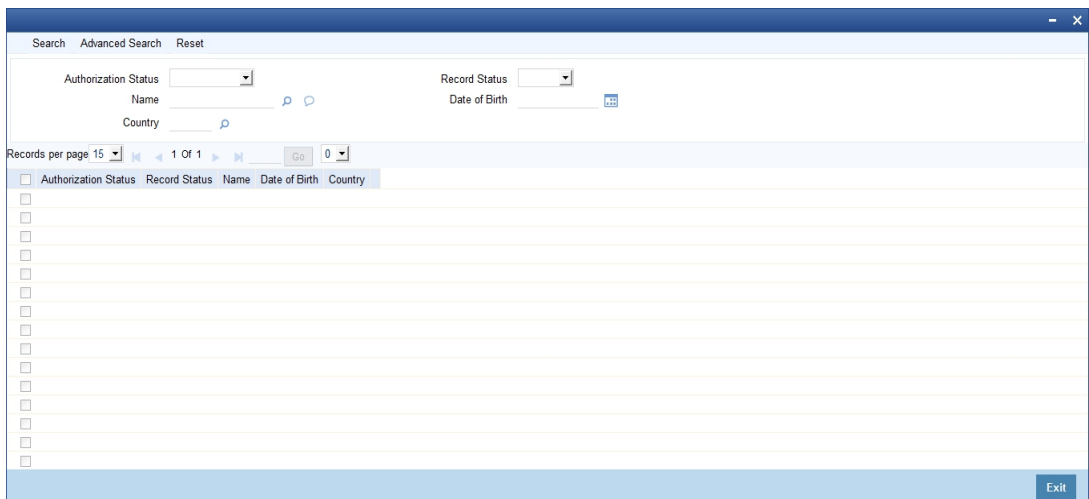 Search Advanced Search Reset
Authorization Status Record Status
Name Date of Birth
Country
Records per page 15 1 Of 1 Go 0
Authorization Status Record Status Name Date of Birth Country
Exit